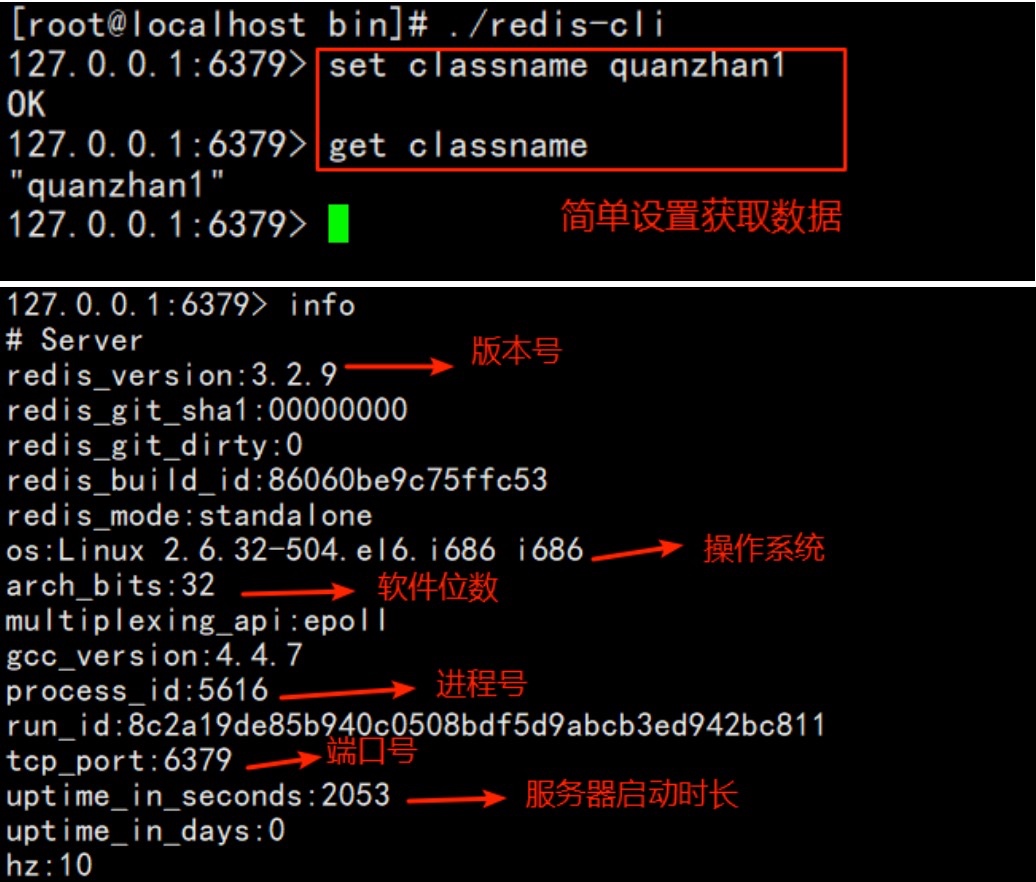 [root@localhost bin]# ./redis-cli
127.0.0.1:6379> set classname quanzhan1
OK
127.0.0.1:6379> get classname
"quanzhan1"
127.0.0.1:6379>
简单设置获取数据
127.0.0.1:6379> info
# Server
redis_version:3.2.9 版本号
redis_git_sha1:00000000
redis_git_dirty:0
redis_build_id:86060be9c75ffc53
redis_mode:standalone
os:Linux 2.6.32-504.el6.i686 i686 操作系统
arch_bits:32 软件位数
multiplexing_api:epoll
gcc_version:4.4.7
process_id:5616 进程号
run_id:8c2a19de85b940c0508bdf5d9abcb3ed942bc811
tcp_port:6379 端口号
uptime_in_seconds:2053 服务器启动时长
uptime_in_days:0
hz:10